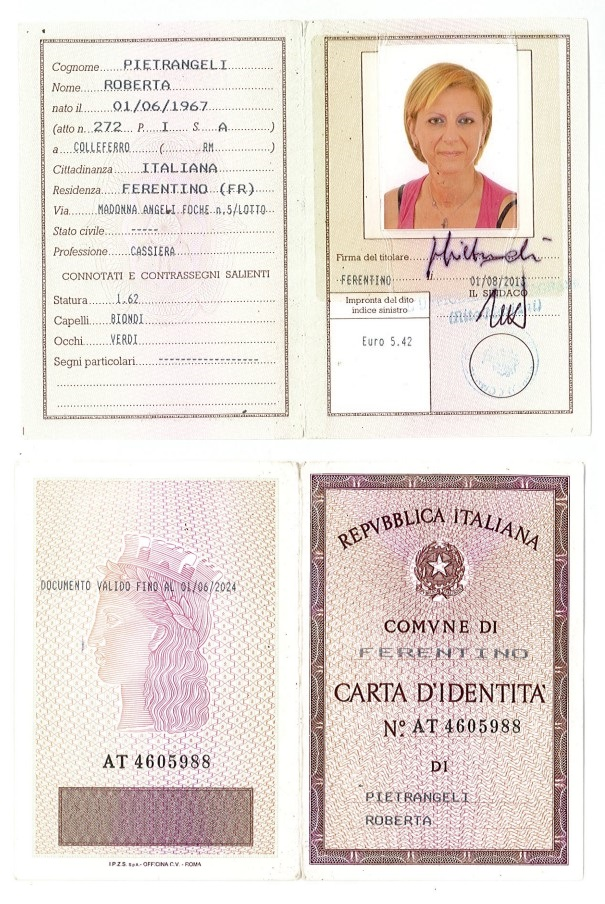 Cognome PIETRANGELI
Nome ROBERTA
nato il 01/06/1967
(atto n. 272 P. I S. A )
a COLLEFERRO ( RM )
Cittadinanza ITALIANA
Residenza FERENTINO (FR)
Via MADONNA ANGELI FOCHE n.5/LOTTO
Stato civile -----
Professione CASSIERA
CONNOTATI E CONTRASSEGNI SALIENTI
Statura 1.62
Capelli BIONDI
Occhi VERDI
Segni particolari ------------------
Firma del titolare
FERENTINO 01/08/201
IL SINDACO
Impronta del dito
indice sinistro
Euro 5.42
DOCUMENTO VALIDO FINO AL 01/06/2024
AT 4605988
I.P.Z.S. S.p.A. - OFFICINA C.V. - ROMA
REPVBBLICA ITALIANA
COMVNE DI
FERENTINO
CARTA D'IDENTITA'
N° AT 4605988
DI
PIETRANGELI
ROBERTA